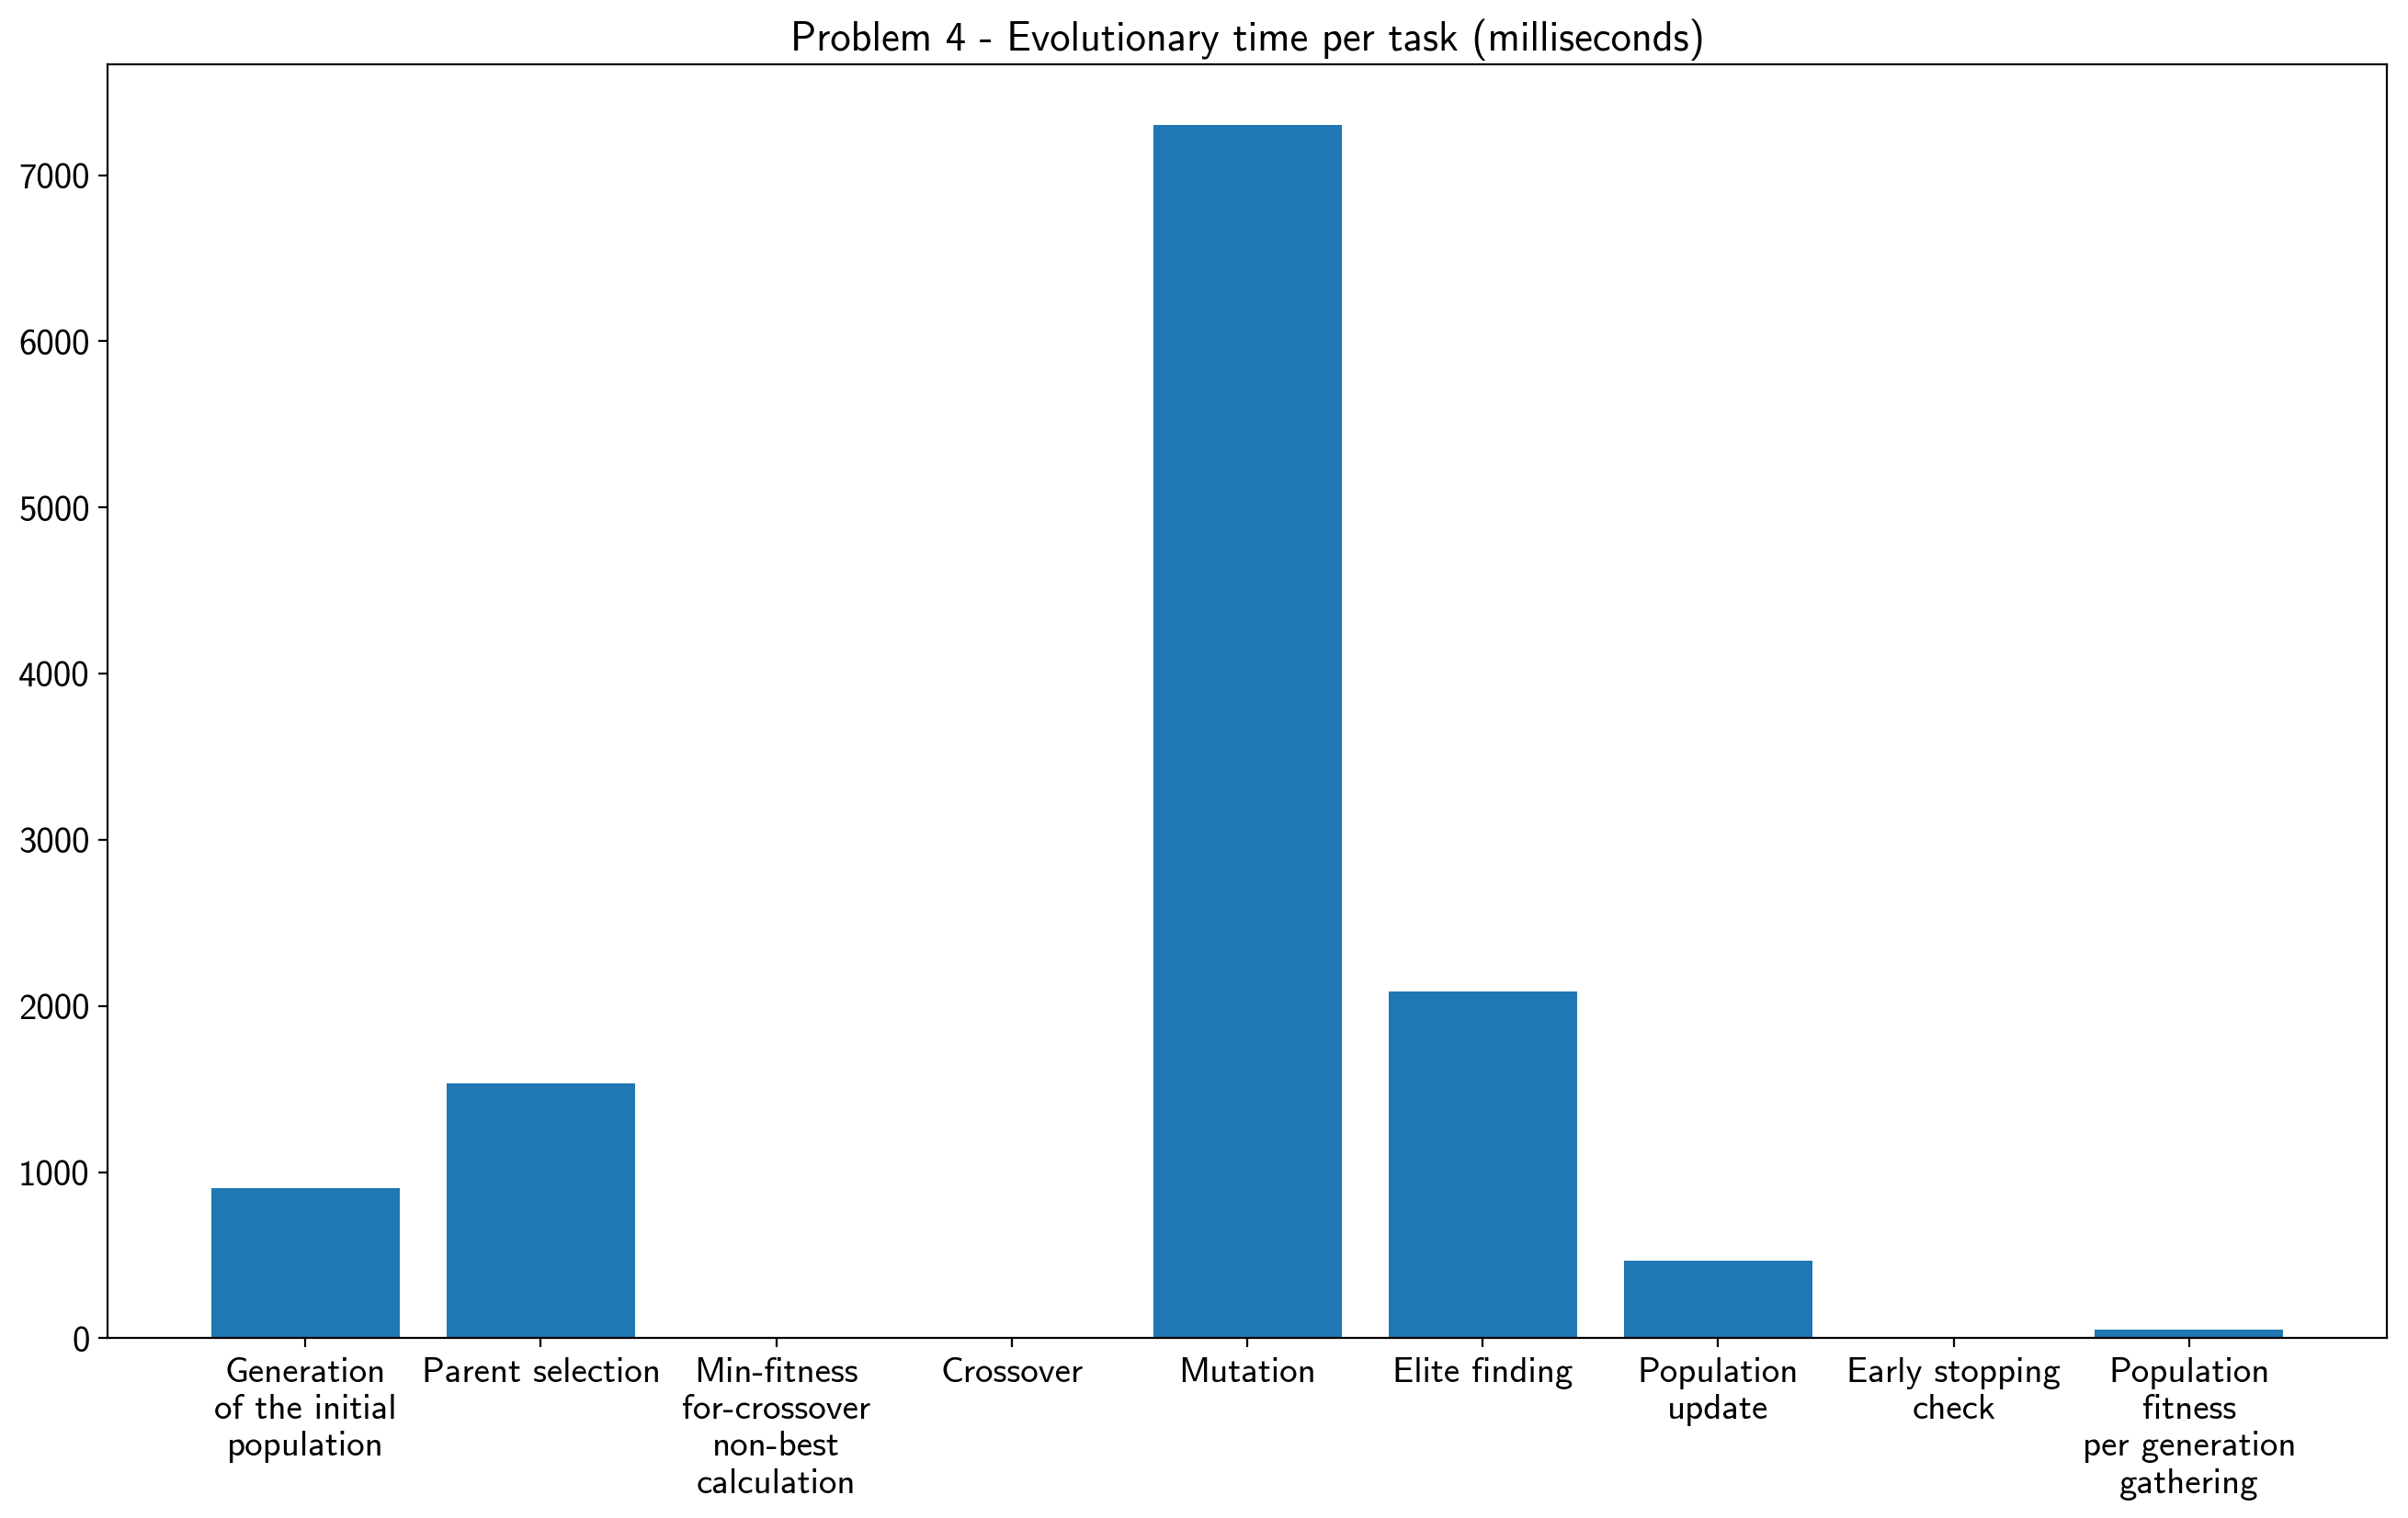 Problem 4 - Evolutionary time per task (milliseconds)
7000
6000
5000
4000
3000
2000
1000
0
Generation
of the initial
population
Parent selection
Min-fitness
for-crossover
non-best
calculation
Crossover
Mutation
Elite finding
Population
update
Early stopping
check
Population
fitness
per generation
gathering